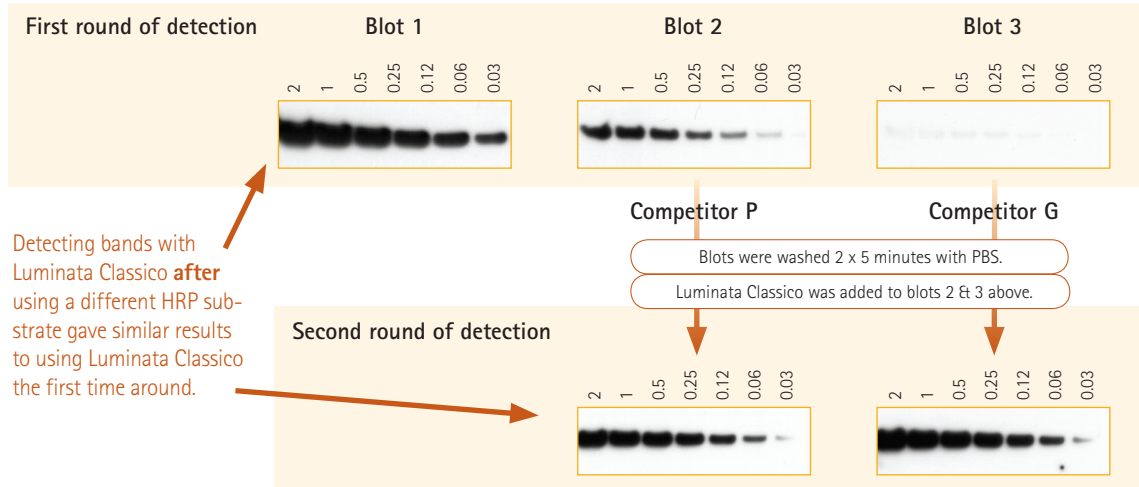 First round of detection
Blot 1
Blot 2
Blot 3
2 1 0.5 0.25 0.12 0.06 0.03
2 1 0.5 0.25 0.12 0.06 0.03
2 1 0.5 0.25 0.12 0.06 0.03
Competitor P
Competitor G
Blots were washed 2 x 5 minutes with PBS.
Luminata Classico was added to blots 2 & 3 above.
Detecting bands with
Luminata Classico after
using a different HRP sub-
strate gave similar results
to using Luminata Classico
the first time around.
Second round of detection
2 1 0.5 0.25 0.12 0.06 0.03
2 1 0.5 0.25 0.12 0.06 0.03